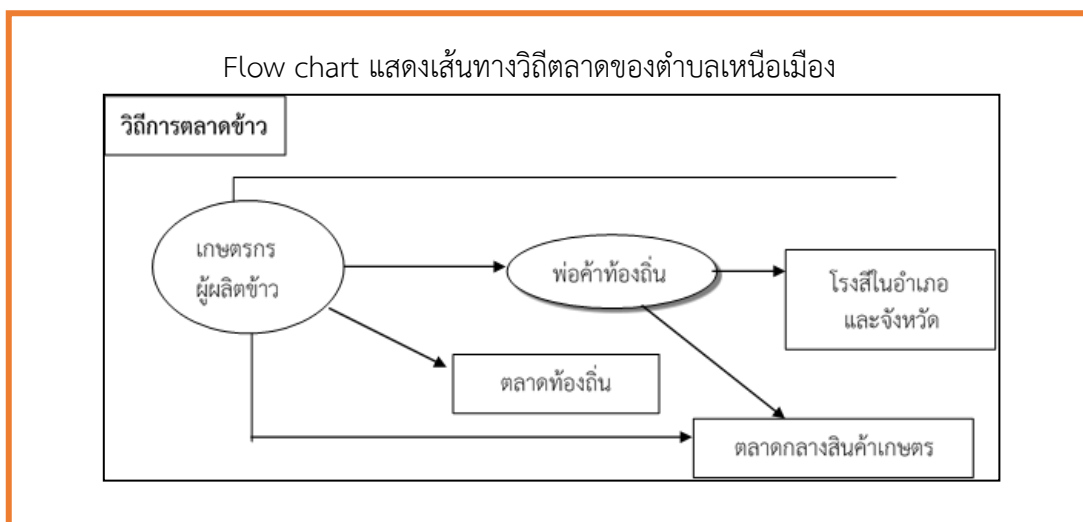 Flow chart แสดงเส้นทางวิถีตลาดของตำบลเหนือเมือง
วิถีการตลาดข้าว
เกษตรกร
ผู้ผลิตข้าว
พ่อค้าท้องถิ่น
โรงสีในอำเภอ
และจังหวัด
ตลาดท้องถิ่น
ตลาดกลางสินค้าเกษตร